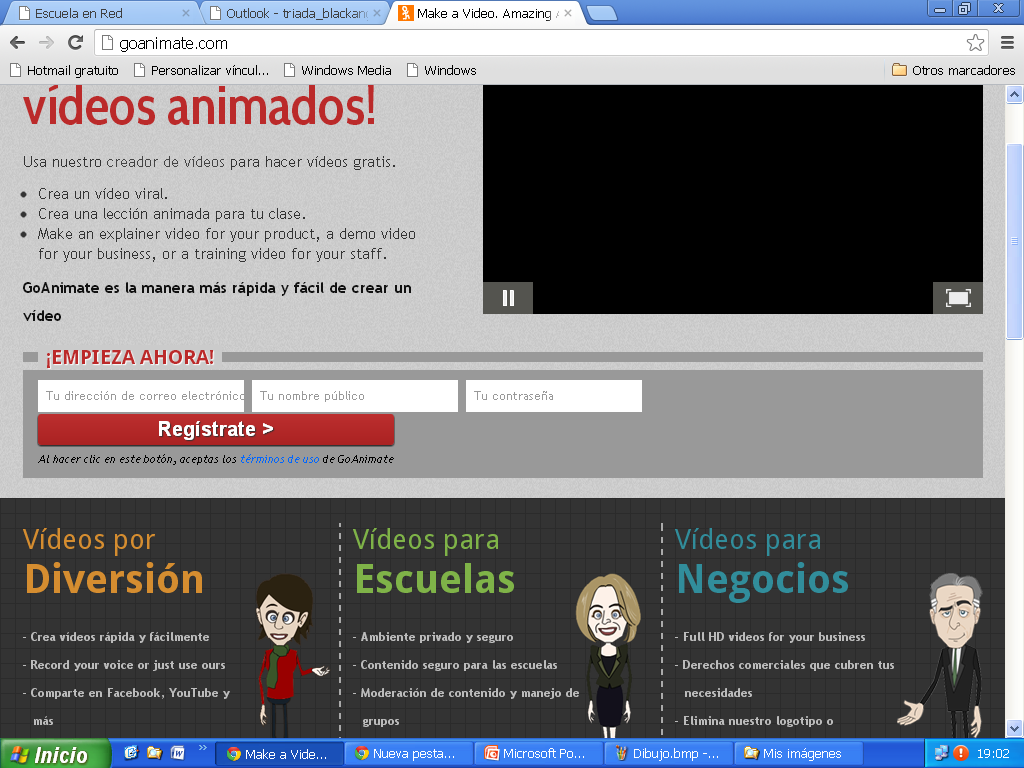 Escuela en Red
Outlook - triada_blackan
Make a Video. Amazing A
goanimate.com
Hotmail gratuito
Personalizar víncul...
Windows Media
Windows
Otros marcadores
vídeos animados!
Usa nuestro creador de vídeos para hacer vídeos gratis.
Crea un vídeo viral.
Crea una lección animada para tu clase.
Make an explainer video for your product, a demo video
for your business, or a training video for your staff.
GoAnimate es la manera más rápida y fácil de crear un
vídeo
¡EMPIEZA AHORA!
Tu dirección de correo electrónico
Tu nombre público
Tu contraseña
Regístrate >
Al hacer clic en este botón, aceptas los términos de uso de GoAnimate
Vídeos por
Diversión
- Crea vídeos rápida y fácilmente
- Record your voice or just use ours
- Comparte en Facebook, YouTube y
más
Vídeos para
Escuelas
- Ambiente privado y seguro
- Contenido seguro para las escuelas
- Moderación de contenido y manejo de
grupos
Vídeos para
Negocios
- Full HD videos for your business
- Derechos comerciales que cubren tus
necesidades
- Elimina nuestro logotipo o
Inicio
Make a Vide...
Nueva pesta...
Microsoft Po...
Dibujo.bmp -...
Mis imágenes
19:02